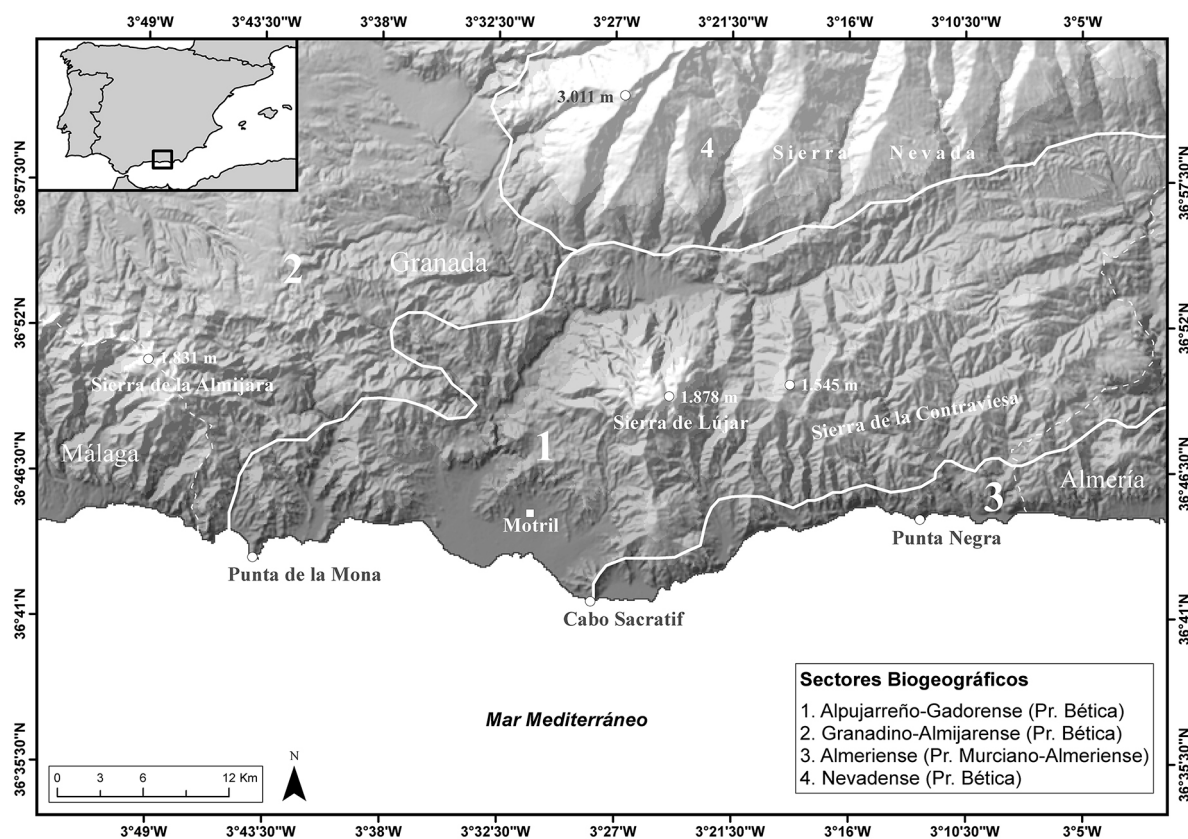 3°49'W 3°43'30"W 3°38'W 3°32'30"W 3°27'W 3°21'30"W 3°16'W 3°10'30"W 3°5'W
3.011 m
4
Sierra Nevada
36°57'30"N 36°57'30"N
2
Granada
36°52'N 36°52'N
1.831 m
Sierra de la Almijara
1.545 m
1.878 m
Sierra de Lújar
Sierra de la Contraviesa
1
Málaga
36°46'30"N 36°46'30"N
Almería
3
Motril
Punta Negra
Punta de la Mona
Cabo Sacratif
36°41'N 36°41'N
Sectores Biogeográficos
1. Alpujarreño-Gadorense (Pr. Bética)
2. Granadino-Almijarense (Pr. Bética)
3. Almeriense (Pr. Murciano-Almeriense)
4. Nevadense (Pr. Bética)
Mar Mediterráneo
36°35'30"N 36°35'30"N
N
0 3 6 12 Km
3°49'W 3°43'30"W 3°38'W 3°32'30"W 3°27'W 3°21'30"W 3°16'W 3°10'30"W 3°5'W